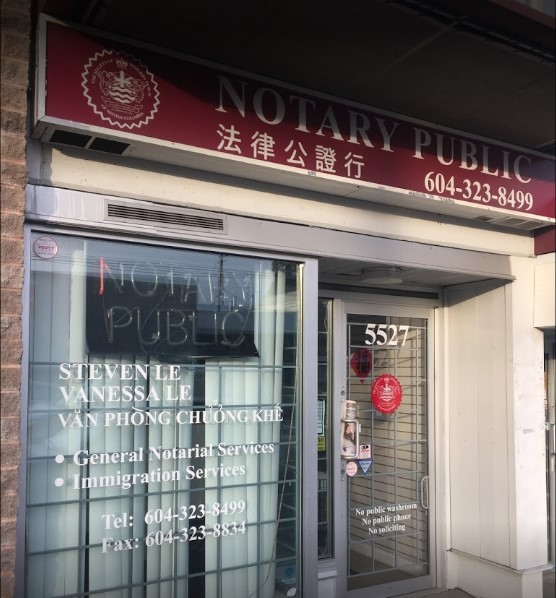 NOTARY PUBLIC
法律公證行
604-323-8499
NOTARY
PUBLIC
5527
STEVEN LE
VANESSA LE
VĂN PHÒNG CHƯỞNG KHẾ
• General Notarial Services
• Immigration Services
Tel: 604-323-8499
Fax: 604-323-8834
No public washroom
No public phone
No soliciting